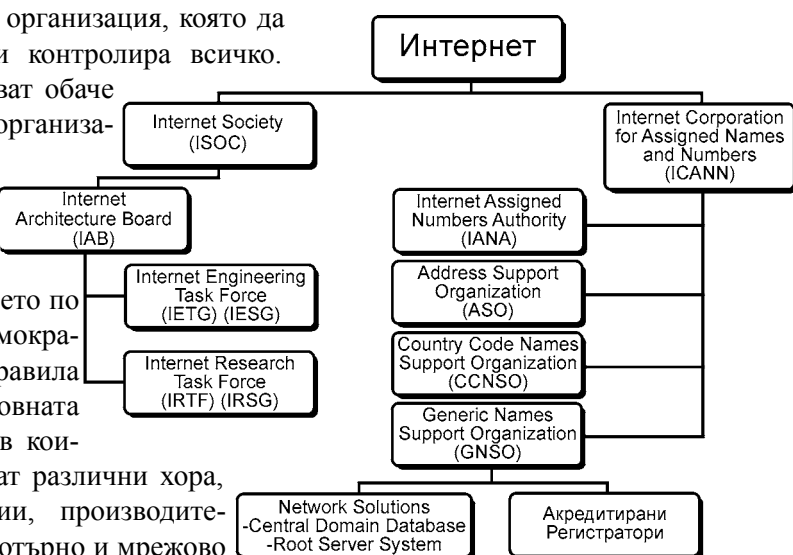 организация, която да
и контролира всичко.
ват обаче
организа-
ето по
мокра-
равила
овната
в кои-
ат различни хора,
ии, производите-
отърно и мрежово
Интернет
Internet Society
(ISOC)
Internet Corporation
for Assigned Names
and Numbers
(ICANN)
Internet
Architecture Board
(IAB)
Internet Assigned
Numbers Authority
(IANA)
Internet Engineering
Task Force
(IETG) (IESG)
Address Support
Organization
(ASO)
Internet Research
Task Force
(IRTF) (IRSG)
Country Code Names
Support Organization
(CCNSO)
Generic Names
Support Organization
(GNSO)
Network Solutions
-Central Domain Database
-Root Server System
Акредитирани
Регистратори